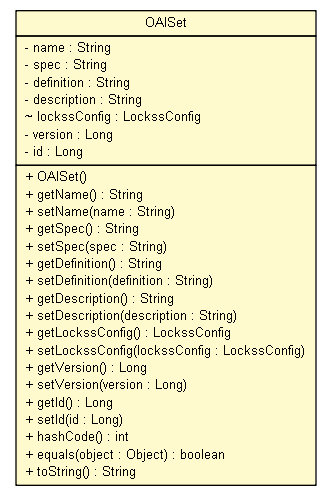 OAISet
- name : String
- spec : String
- definition : String
- description : String
~ lockssConfig : LockssConfig
- version : Long
- id : Long
+ OAISet()
+ getName() : String
+ setName(name : String)
+ getSpec() : String
+ setSpec(spec : String)
+ getDefinition() : String
+ setDefinition(definition : String)
+ getDescription() : String
+ setDescription(description : String)
+ getLockssConfig() : LockssConfig
+ setLockssConfig(lockssConfig : LockssConfig)
+ getVersion() : Long
+ setVersion(version : Long)
+ getId() : Long
+ setId(id : Long)
+ hashCode() : int
+ equals(object : Object) : boolean
+ toString() : String